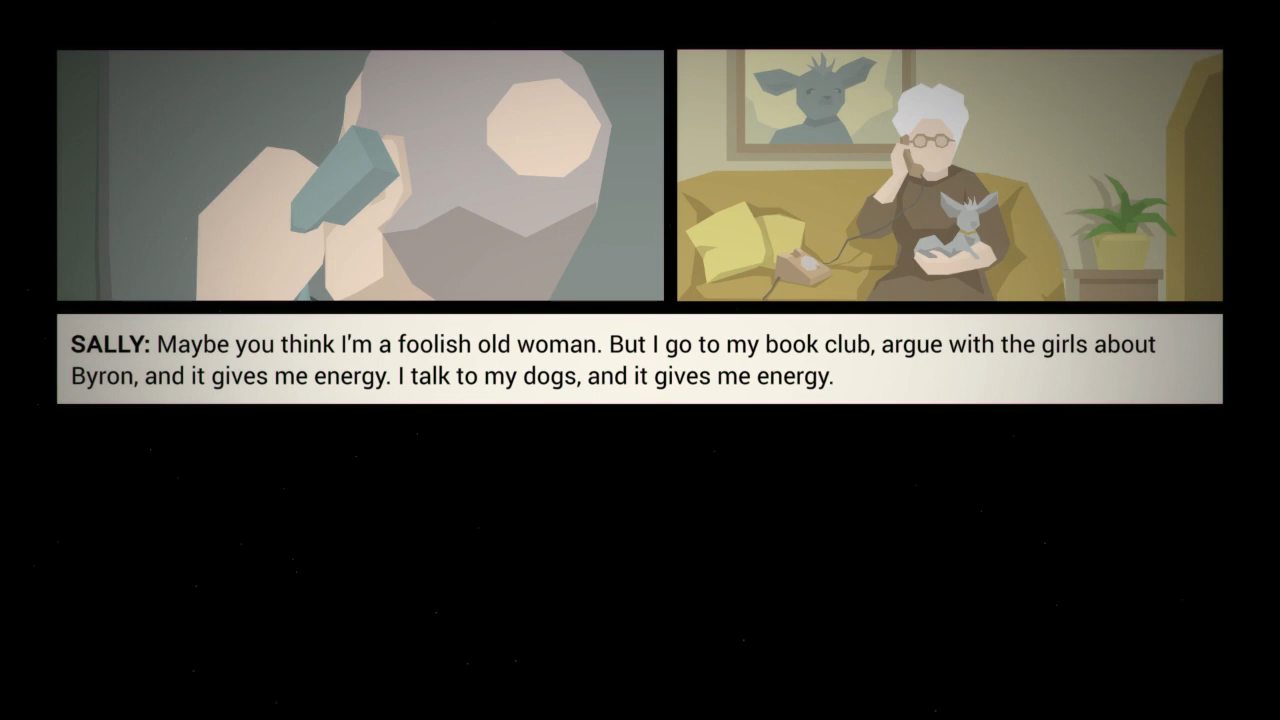 SALLY: Maybe you think I'm a foolish old woman. But I go to my book club, argue with the girls about
Byron, and it gives me energy. I talk to my dogs, and it gives me energy.